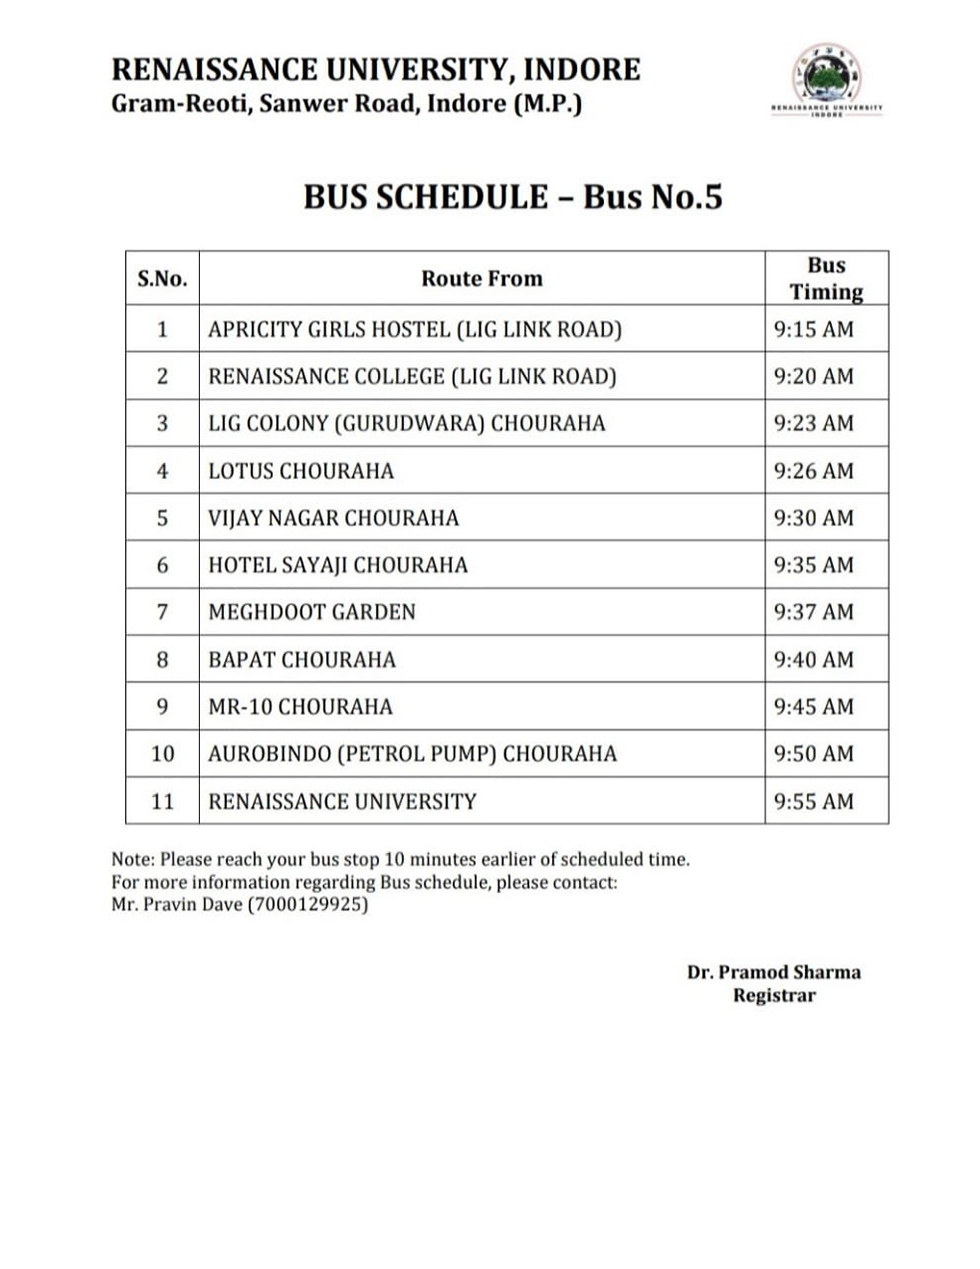 RENAISSANCE UNIVERSITY, INDORE
Gram-Reoti, Sanwer Road, Indore (M.P.)
RENAISSANCE UNIVERSITY
INDORE
BUS SCHEDULE – Bus No.5
S.No. Route From Bus Timing
1 APRICITY GIRLS HOSTEL (LIG LINK ROAD) 9:15 AM
2 RENAISSANCE COLLEGE (LIG LINK ROAD) 9:20 AM
3 LIG COLONY (GURUDWARA) CHOURAHA 9:23 AM
4 LOTUS CHOURAHA 9:26 AM
5 VIJAY NAGAR CHOURAHA 9:30 AM
6 HOTEL SAYAJI CHOURAHA 9:35 AM
7 MEGHDOOT GARDEN 9:37 AM
8 BAPAT CHOURAHA 9:40 AM
9 MR-10 CHOURAHA 9:45 AM
10 AUROBINDO (PETROL PUMP) CHOURAHA 9:50 AM
11 RENAISSANCE UNIVERSITY 9:55 AM
Note: Please reach your bus stop 10 minutes earlier of scheduled time.
For more information regarding Bus schedule, please contact:
Mr. Pravin Dave (7000129925)
Dr. Pramod Sharma
Registrar